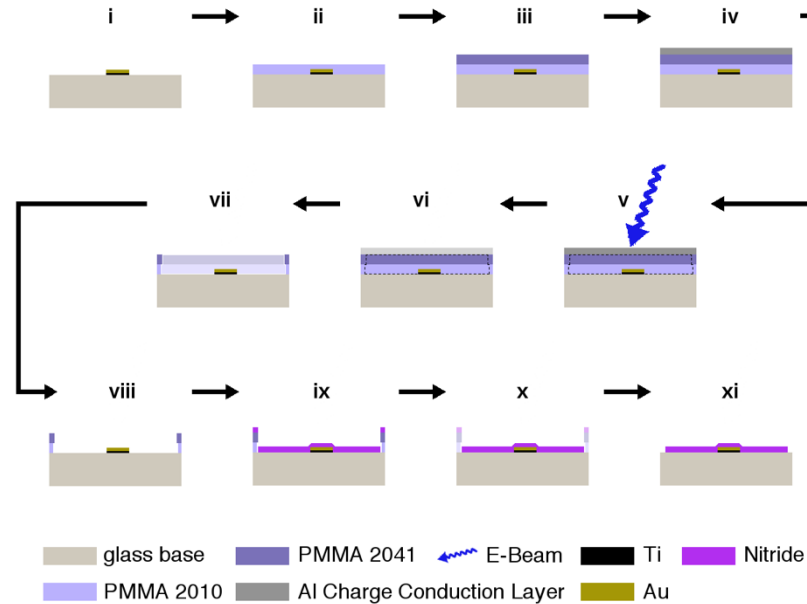 i ii iii iv
vii vi v
viii ix x xi
glass base PMMA 2041 E-Beam Ti Nitride
PMMA 2010 Al Charge Conduction Layer Au